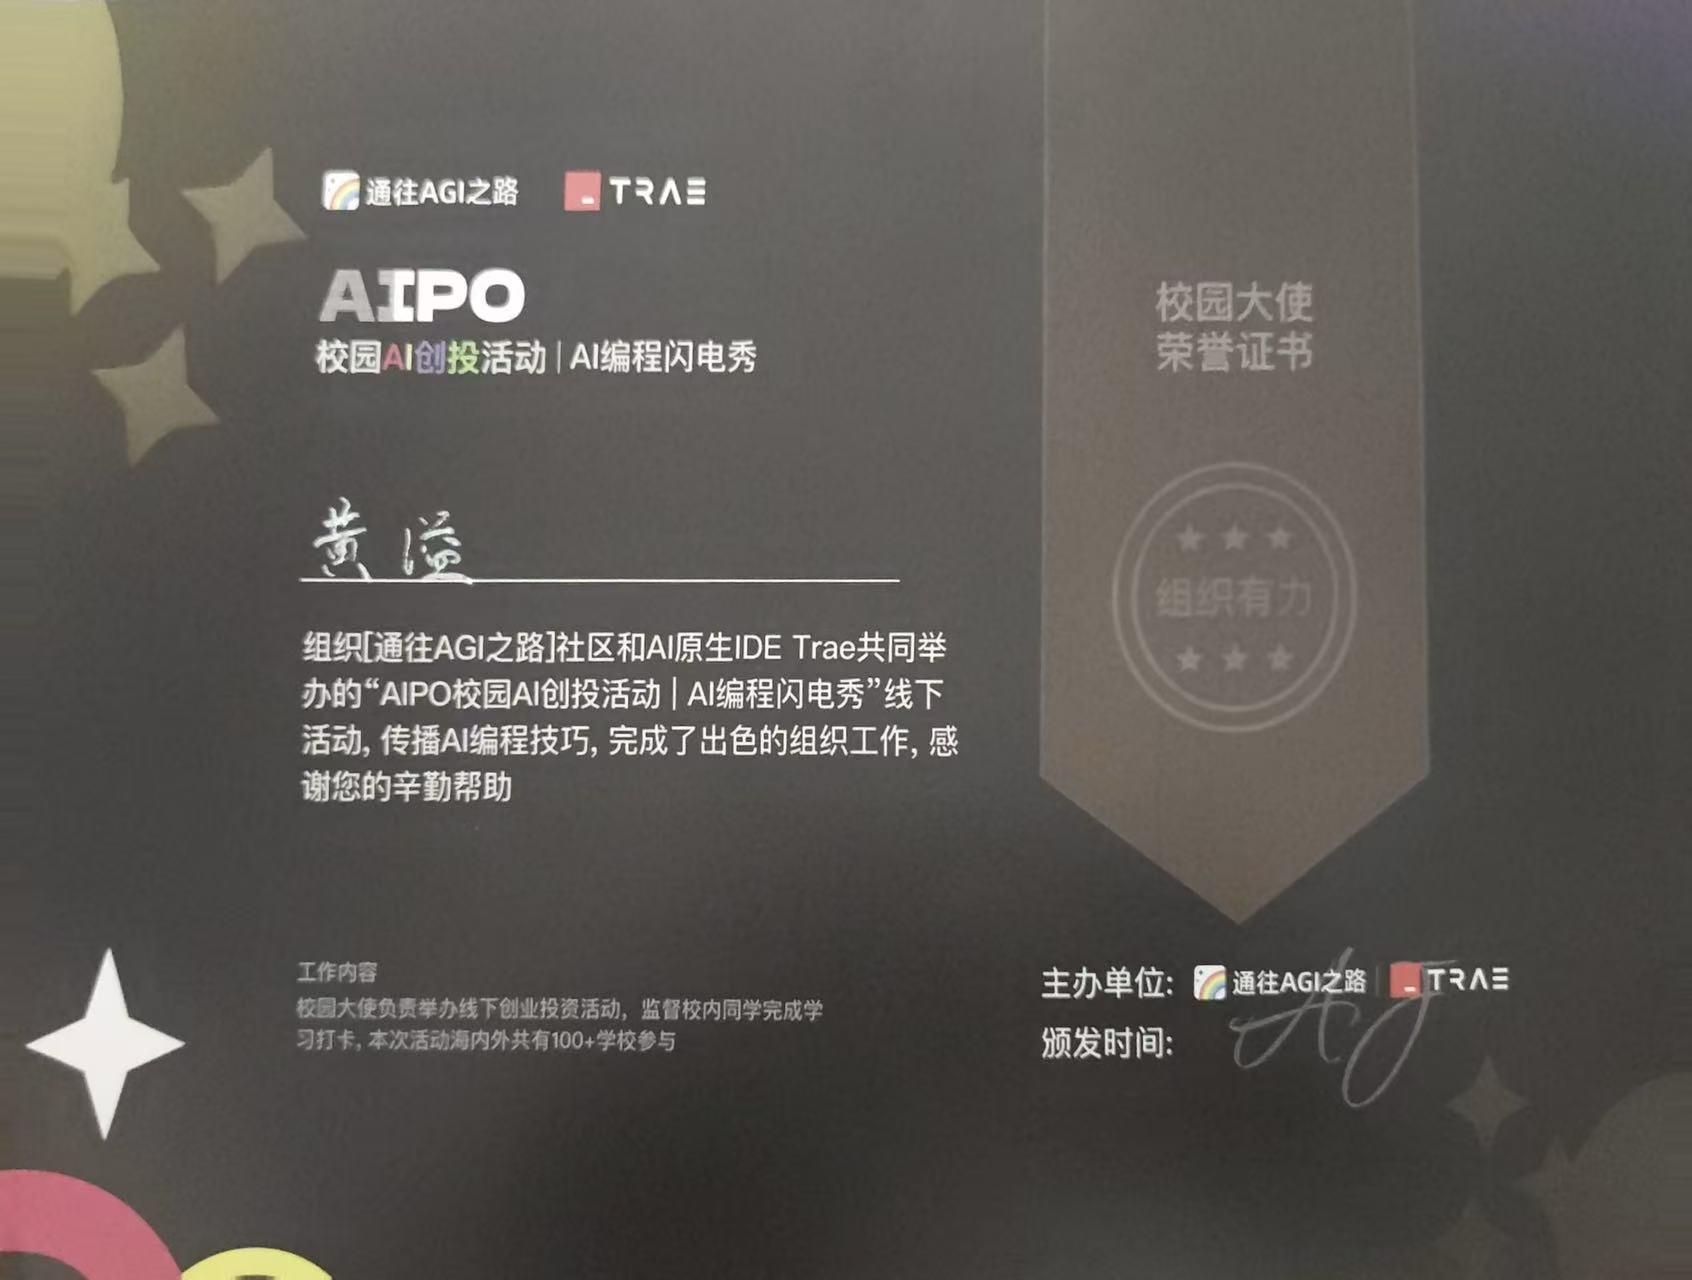 通往AGI之路 TRAE
AIPO
校园AI创投活动 | AI编程闪电秀
校园大使
荣誉证书
黄溢
组织有力
组织[通往AGI之路]社区和AI原生IDE Trae共同举
办的“AIPO校园AI创投活动 | AI编程闪电秀”线下
活动, 传播AI编程技巧, 完成了出色的组织工作, 感
谢您的辛勤帮助
工作内容
校园大使负责举办线下创业投资活动，监督校内同学完成学
习打卡, 本次活动海内外共有100+学校参与
主办单位: 通往AGI之路 | TRAE
颁发时间: